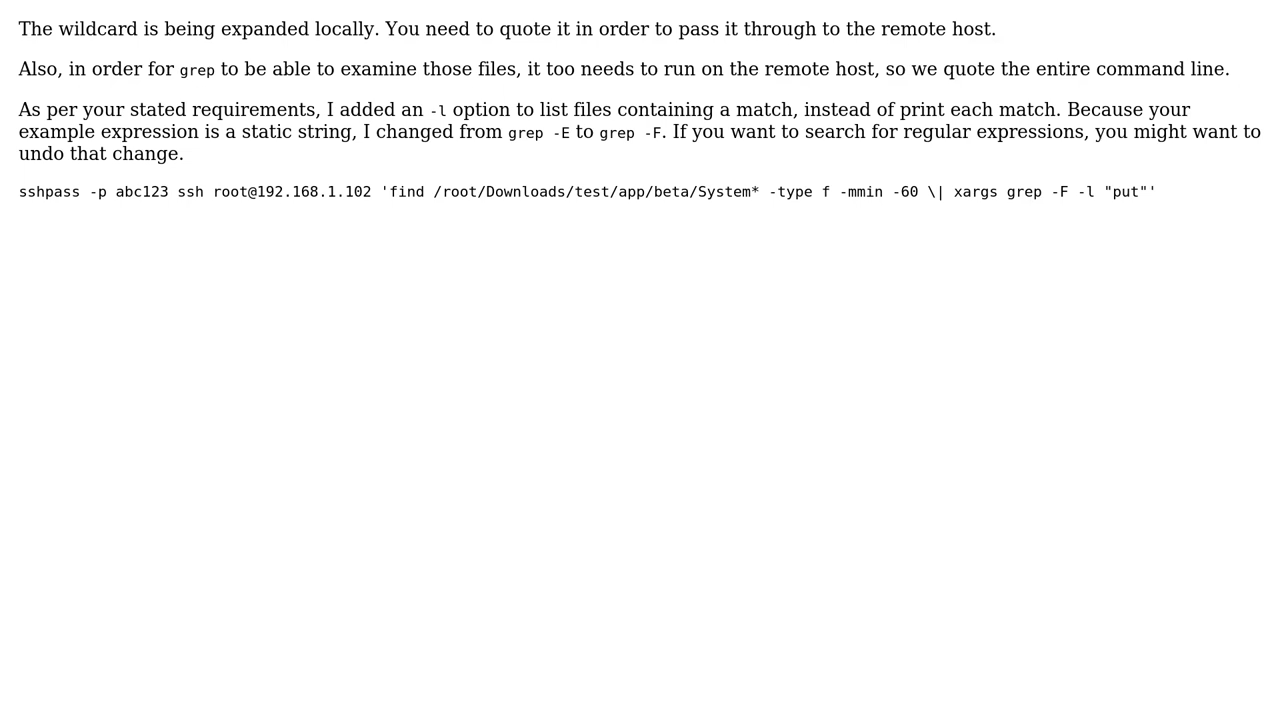 The wildcard is being expanded locally. You need to quote it in order to pass it through to the remote host.
Also, in order for grep to be able to examine those files, it too needs to run on the remote host, so we quote the entire command line.
As per your stated requirements, I added an -l option to list files containing a match, instead of print each match. Because your
example expression is a static string, I changed from grep -E to grep -F. If you want to search for regular expressions, you might want to
undo that change.
sshpass -p abc123 ssh root@192.168.1.102 'find /root/Downloads/test/app/beta/System* -type f -mmin -60 \| xargs grep -F -l "put"'